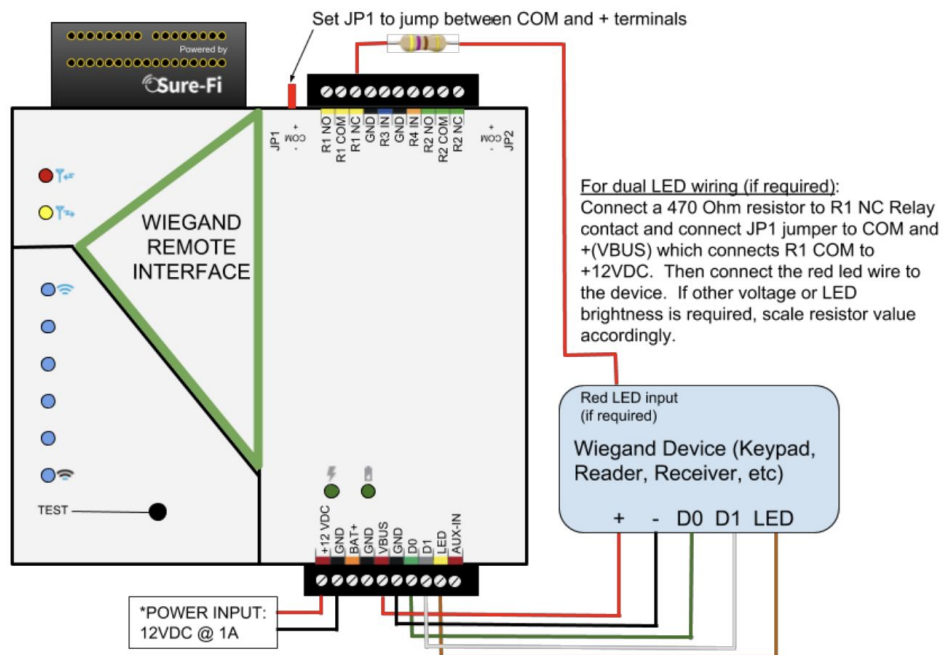 Set JP1 to jump between COM and + terminals
Powered by
Sure-Fi
JP1
+
COM
-
R1 NO
R1 COM
R1 NC
GND
R3 IN
GND
R4 IN
R2 NO
R2 COM
R2 NC
+
COM
-
JP2
WIEGAND
REMOTE
INTERFACE
For dual LED wiring (if required):
Connect a 470 Ohm resistor to R1 NC Relay
contact and connect JP1 jumper to COM and
+(VBUS) which connects R1 COM to
+12VDC. Then connect the red led wire to
the device. If other voltage or LED
brightness is required, scale resistor value
accordingly.
Red LED input
(if required)
Wiegand Device (Keypad,
Reader, Receiver, etc)
+ - D0 D1 LED
TEST
+12 VDC
GND
BAT+
GND
VBUS
GND
D0
D1
LED
AUX-IN
*POWER INPUT:
12VDC @ 1A